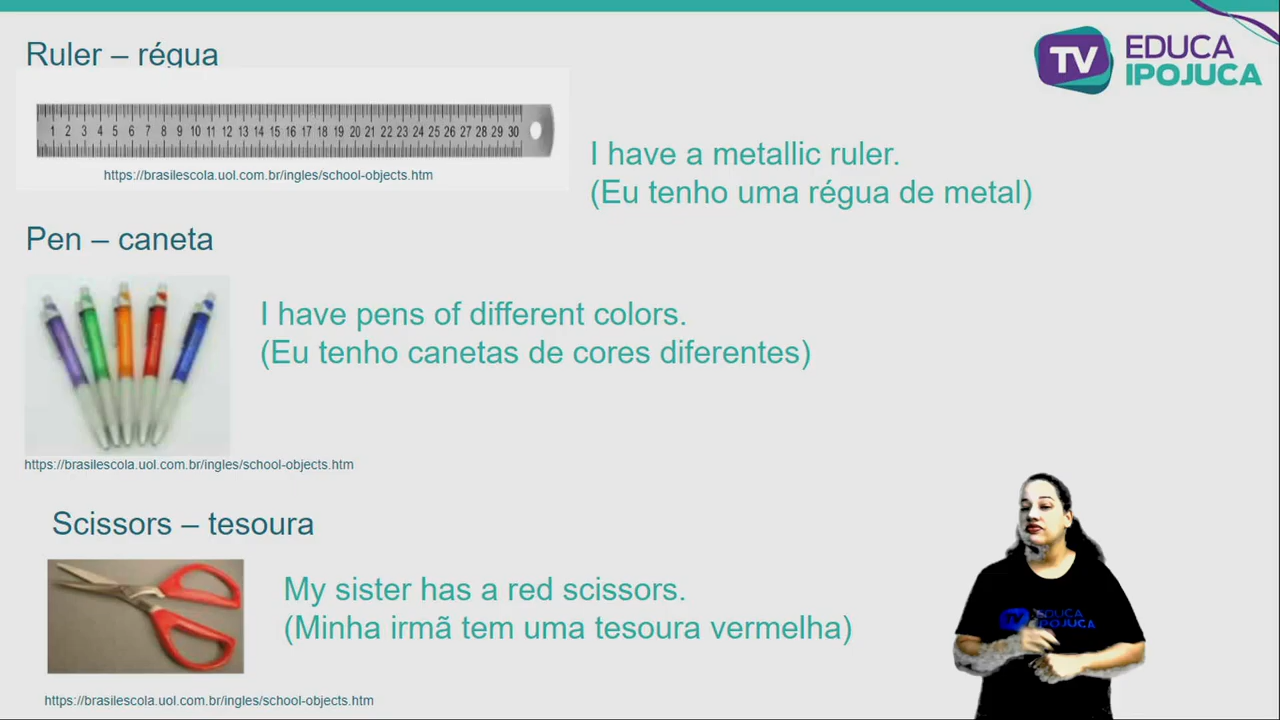 Ruler – régua
TV EDUCA
IPOJUCA
1 2 3 4 5 6 7 8 9 10 11 12 13 14 15 16 17 18 19 20 21 22 23 24 25 26 27 28 29 30
https://brasilescola.uol.com.br/ingles/school-objects.htm
I have a metallic ruler.
(Eu tenho uma régua de metal)
Pen – caneta
I have pens of different colors.
(Eu tenho canetas de cores diferentes)
https://brasilescola.uol.com.br/ingles/school-objects.htm
Scissors – tesoura
My sister has a red scissors.
(Minha irmã tem uma tesoura vermelha)
https://brasilescola.uol.com.br/ingles/school-objects.htm
TV EDUCA
IPOJUCA